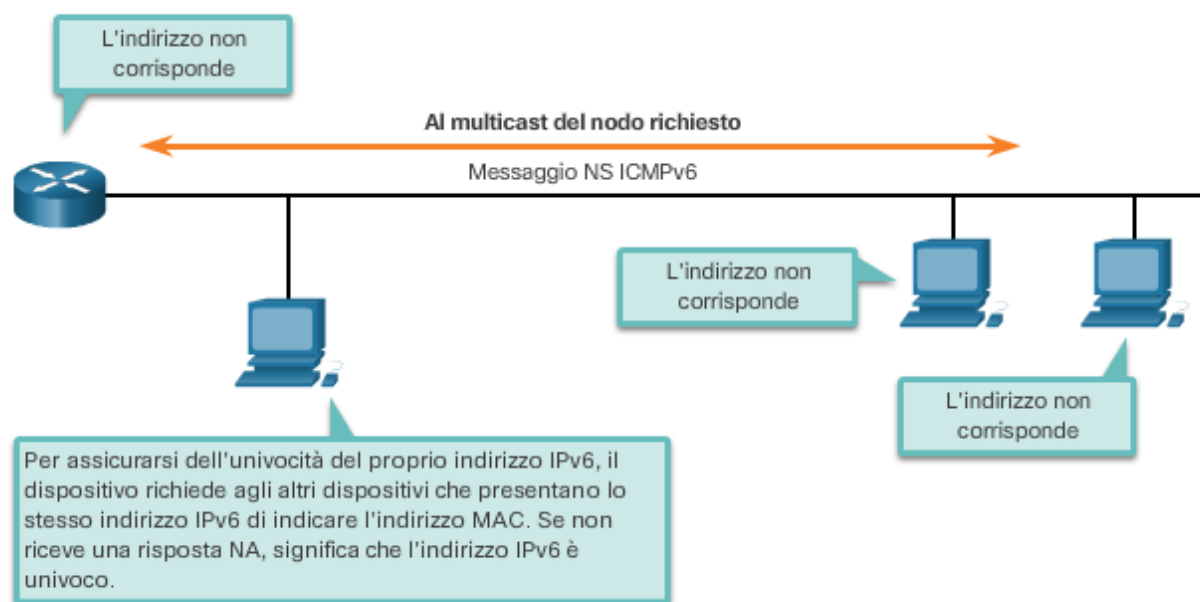 L'indirizzo non
corrisponde
Al multicast del nodo richiesto
Messaggio NS ICMPv6
L'indirizzo non
corrisponde
L'indirizzo non
corrisponde
Per assicurarsi dell'univocità del proprio indirizzo IPv6, il
dispositivo richiede agli altri dispositivi che presentano lo
stesso indirizzo IPv6 di indicare l'indirizzo MAC. Se non
riceve una risposta NA, significa che l'indirizzo IPv6 è
univoco.